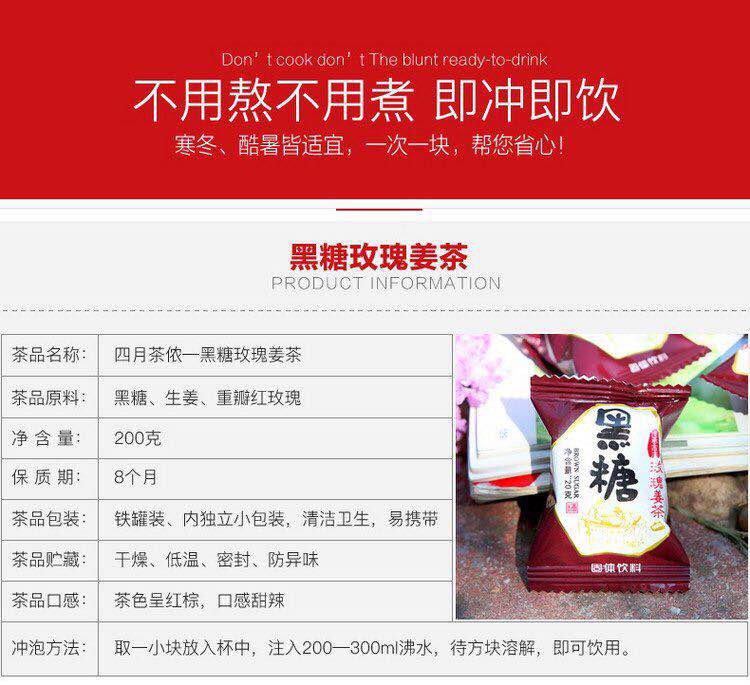 Don't cook don't The blunt ready-to-drink
不用熬不用煮 即冲即饮
寒冬、酷暑皆适宜，一次一块，帮您省心！
黑糖玫瑰姜茶
PRODUCT INFORMATION
茶品名称： 四月茶侬—黑糖玫瑰姜茶
茶品原料： 黑糖、生姜、重瓣红玫瑰
净 含 量： 200克
保 质 期： 8个月
茶品包装： 铁罐装、内独立小包装，清洁卫生，易携带
茶品贮藏： 干燥、低温、密封、防异味
茶品口感： 茶色呈红棕，口感甜辣
冲泡方法： 取一小块放入杯中，注入200—300ml沸水，待方块溶解，即可饮用。
黑糖
BROWN SUGAR
净含量:20克
玫瑰姜茶
固体饮料